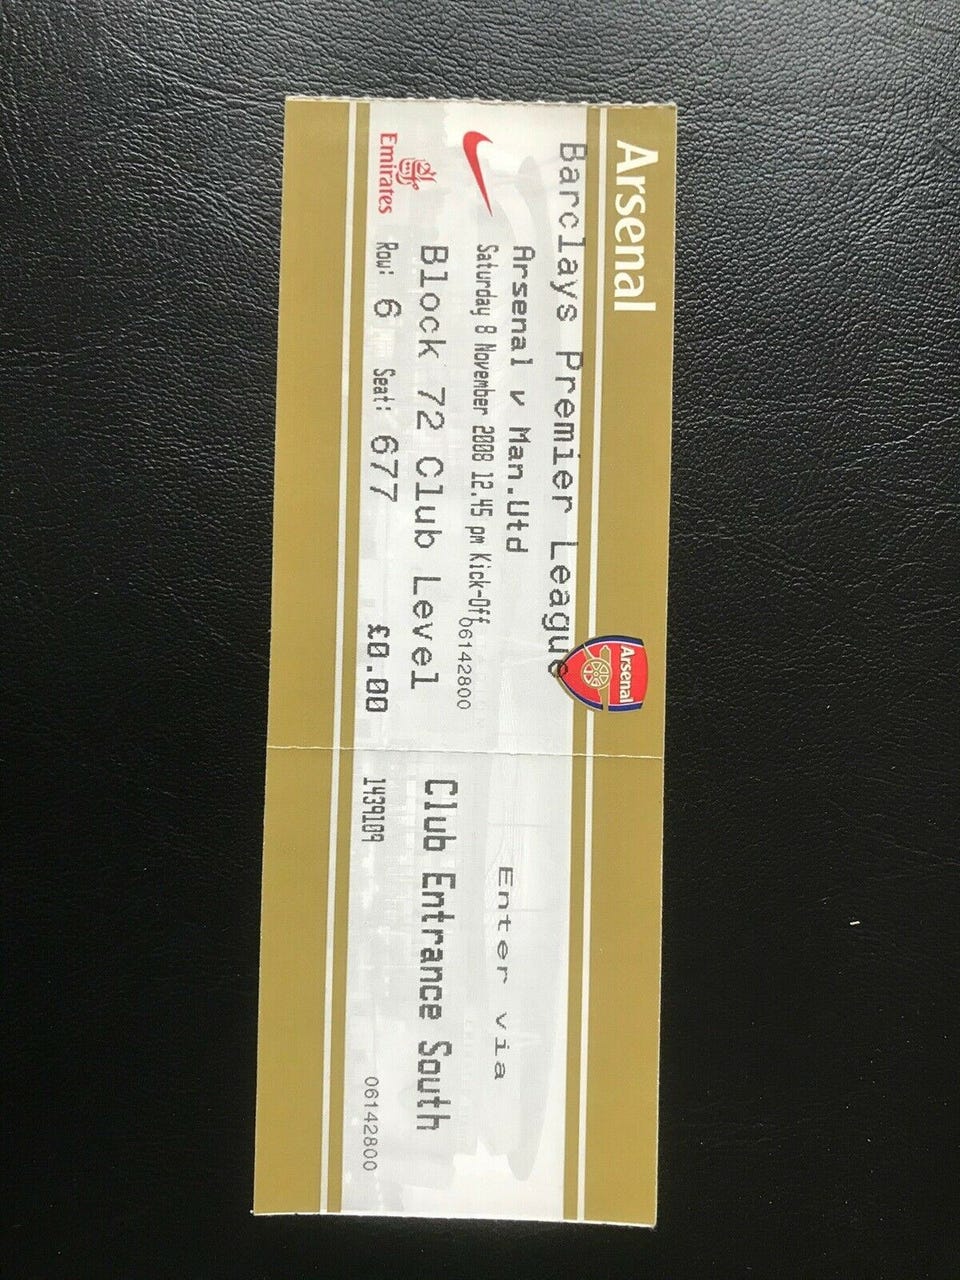 Arsenal
Arsenal
Barclays Premier League
Arsenal v Man.Utd
Saturday 8 November 2008 12.45 pm Kick-Off
06142800
Block 72 Club Level
Emirates
Row: 6 Seat: 677 £0.00
Enter via
Club Entrance South
1439109
06142800